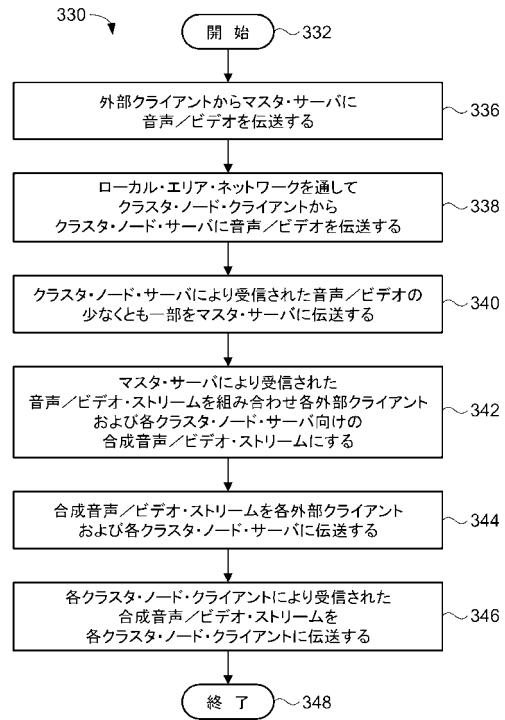 330
開 始
332
外部クライアントからマスタ・サーバに
音声／ビデオを伝送する
336
ローカル・エリア・ネットワークを通して
クラスタ・ノード・クライアントから
クラスタ・ノード・サーバに音声／ビデオを伝送する
338
クラスタ・ノード・サーバにより受信された音声／ビデオの
少なくとも一部をマスタ・サーバに伝送する
340
マスタ・サーバにより受信された
音声／ビデオ・ストリームを組み合わせ各外部クライアント
および各クラスタ・ノード・サーバ向けの
合成音声／ビデオ・ストリームにする
342
合成音声／ビデオ・ストリームを各外部クライアント
および各クラスタ・ノード・サーバに伝送する
344
各クラスタ・ノード・クライアントにより受信された
合成音声／ビデオ・ストリームを
各クラスタ・ノード・クライアントに伝送する
346
終 了
348